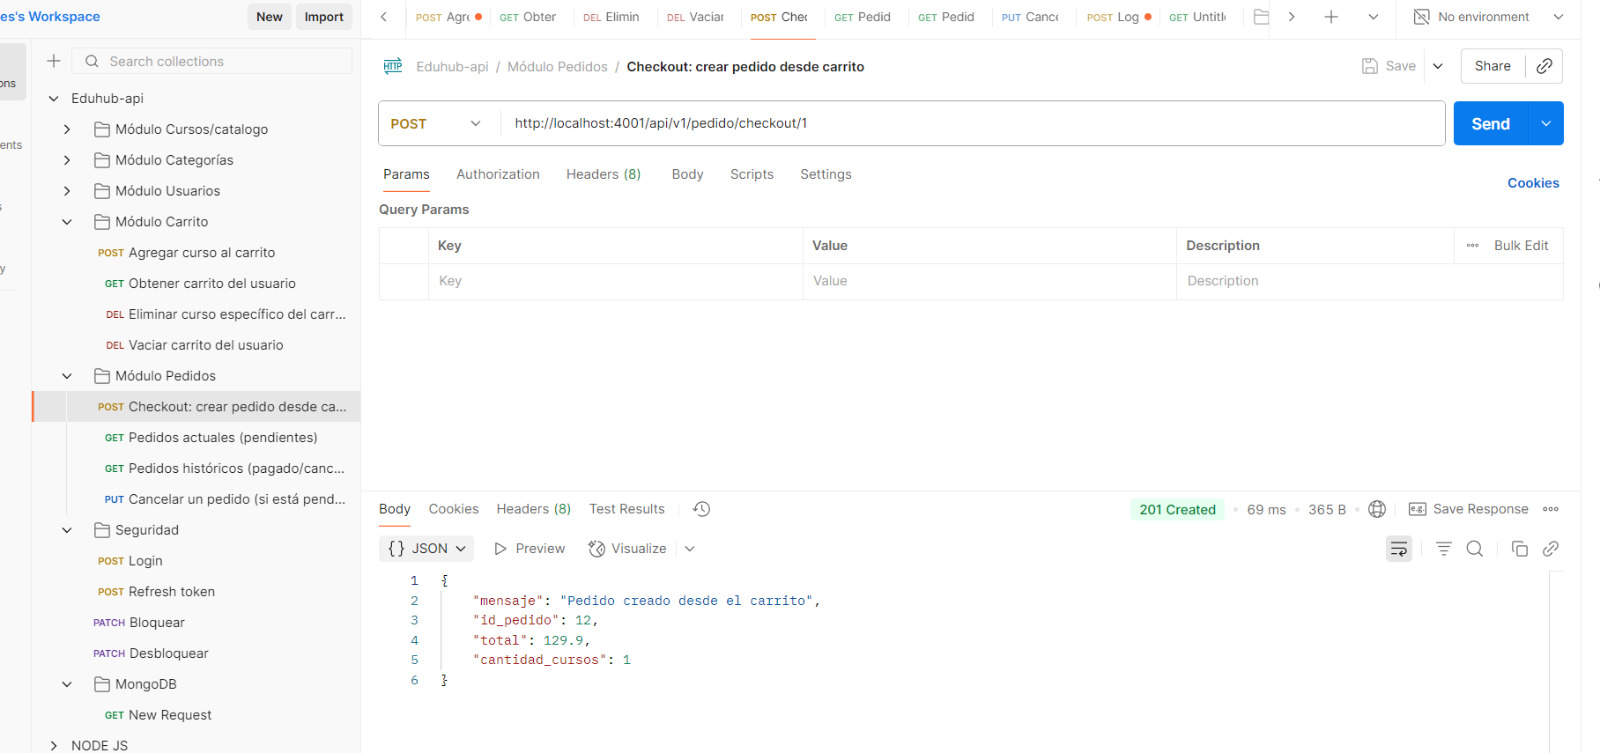 es's Workspace
New
Import
POST Agre
GET Obter
DEL Elimin
DEL Vaciar
POST Chec
GET Pedid
GET Pedid
PUT Cance
POST Log
GET Untitl
No environment
Search collections
ons
Eduhub-api / Módulo Pedidos / Checkout: crear pedido desde carrito
Save
Share
Eduhub-api
Módulo Cursos/catalogo
ents
Módulo Categorías
Módulo Usuarios
s
Módulo Carrito
POST Agregar curso al carrito
y
GET Obtener carrito del usuario
DEL Eliminar curso específico del carr...
DEL Vaciar carrito del usuario
Módulo Pedidos
POST Checkout: crear pedido desde ca...
GET Pedidos actuales (pendientes)
GET Pedidos históricos (pagado/canc...
PUT Cancelar un pedido (si está pend...
Seguridad
POST Login
POST Refresh token
PATCH Bloquear
PATCH Desbloquear
MongoDB
GET New Request
NODE JS
POST
http://localhost:4001/api/v1/pedido/checkout/1
Send
Params
Authorization
Headers (8)
Body
Scripts
Settings
Cookies
Query Params
Key
Value
Description
Bulk Edit
Key
Value
Description
Body
Cookies
Headers (8)
Test Results
201 Created
69 ms
365 B
e.g.
Save Response
{} JSON
Preview
Visualize
1 {
2 "mensaje": "Pedido creado desde el carrito",
3 "id_pedido": 12,
4 "total": 129.9,
5 "cantidad_cursos": 1
6 }